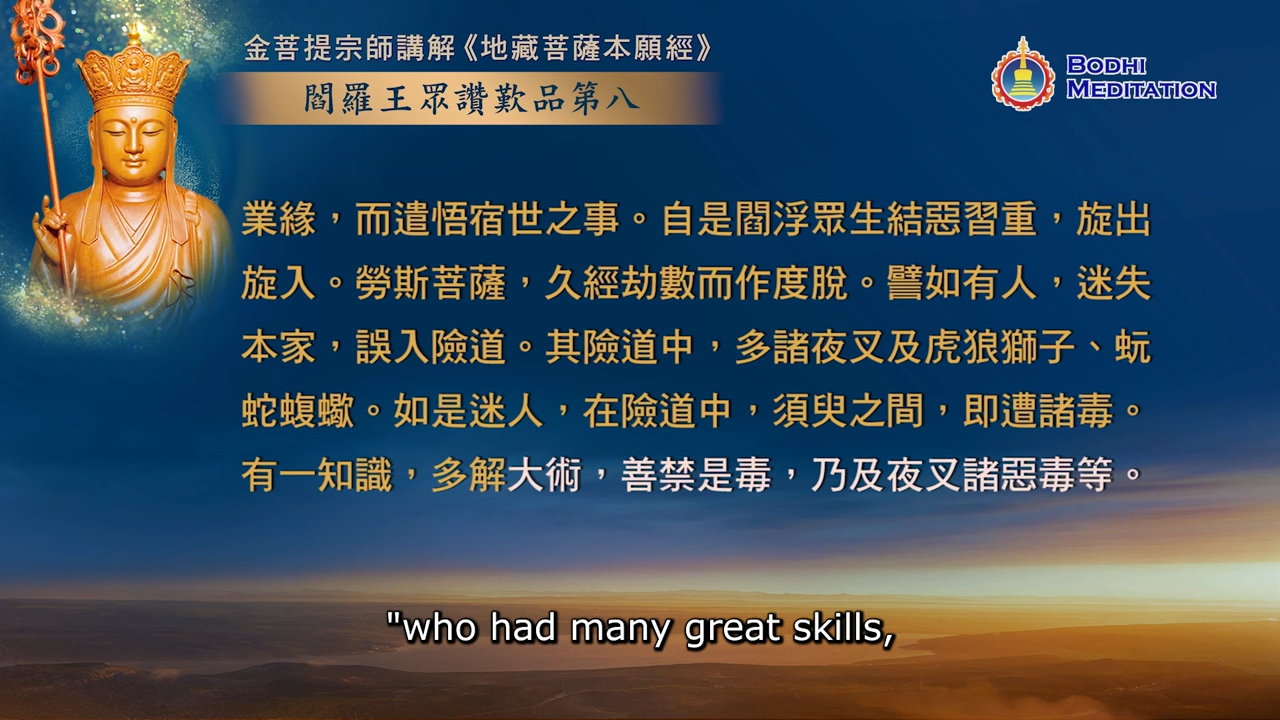 金菩提宗師講解《地藏菩薩本願經》
閻羅王眾讚歎品第八
BODHI
MEDITATION
業緣，而遣悟宿世之事。自是閻浮眾生結惡習重，旋出
旋入。勞斯菩薩，久經劫數而作度脫。譬如有人，迷失
本家，誤入險道。其險道中，多諸夜叉及虎狼獅子、蚖
蛇蝮蠍。如是迷人，在險道中，須臾之間，即遭諸毒。
有一知識，多解大術，善禁是毒，乃及夜叉諸惡毒等。
"who had many great skills,